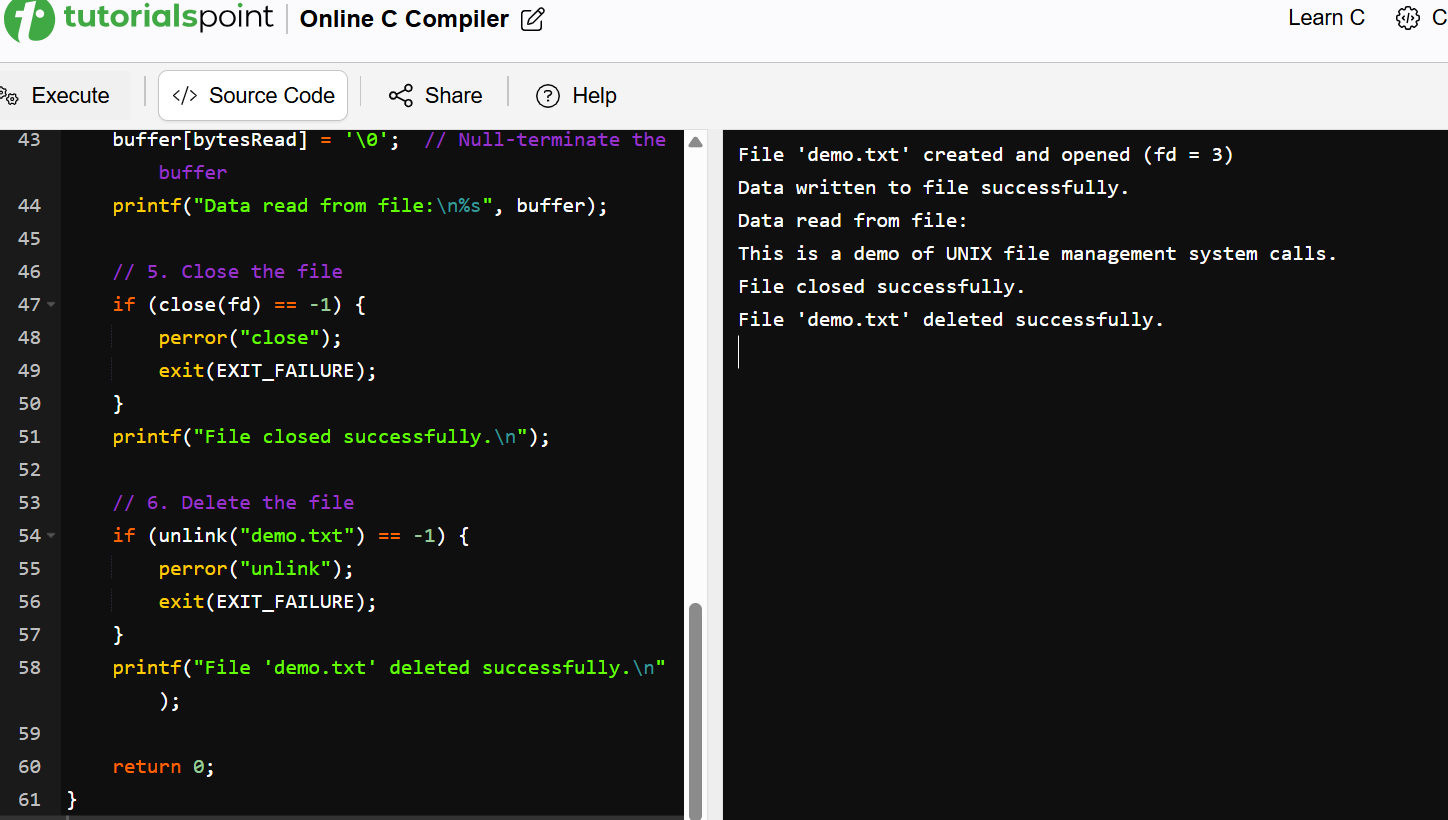 tutorialspoint
Online C Compiler
Learn C
C
Execute
</> Source Code
Share
Help
43 buffer[bytesRead] = '\0';  // Null-terminate the
buffer
44 printf("Data read from file:\n%s", buffer);
45
46 // 5. Close the file
47 if (close(fd) == -1) {
48 perror("close");
49 exit(EXIT_FAILURE);
50 }
51 printf("File closed successfully.\n");
52
53 // 6. Delete the file
54 if (unlink("demo.txt") == -1) {
55 perror("unlink");
56 exit(EXIT_FAILURE);
57 }
58 printf("File 'demo.txt' deleted successfully.\n"
);
59
60 return 0;
61 }
File 'demo.txt' created and opened (fd = 3)
Data written to file successfully.
Data read from file:
This is a demo of UNIX file management system calls.
File closed successfully.
File 'demo.txt' deleted successfully.